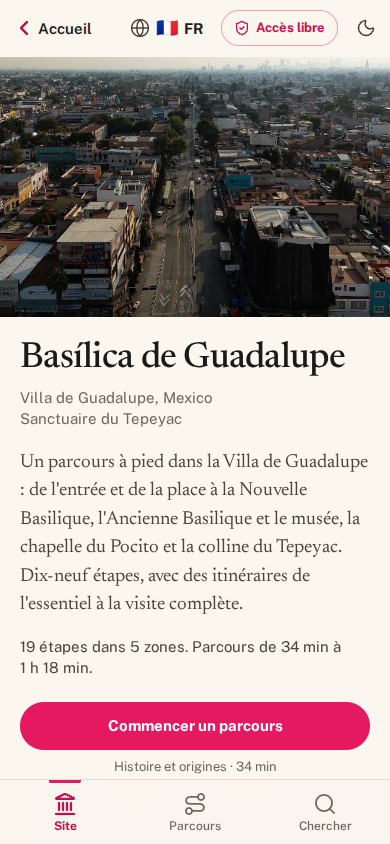 Accueil
FR
Accès libre
Basílica de Guadalupe
Villa de Guadalupe, Mexico
Sanctuaire du Tepeyac
Un parcours à pied dans la Villa de Guadalupe
: de l'entrée et de la place à la Nouvelle
Basilique, l'Ancienne Basilique et le musée, la
chapelle du Pocito et la colline du Tepeyac.
Dix-neuf étapes, avec des itinéraires de
l'essentiel à la visite complète.
19 étapes dans 5 zones. Parcours de 34 min à
1 h 18 min.
Commencer un parcours
Histoire et origines · 34 min
Site
Parcours
Chercher